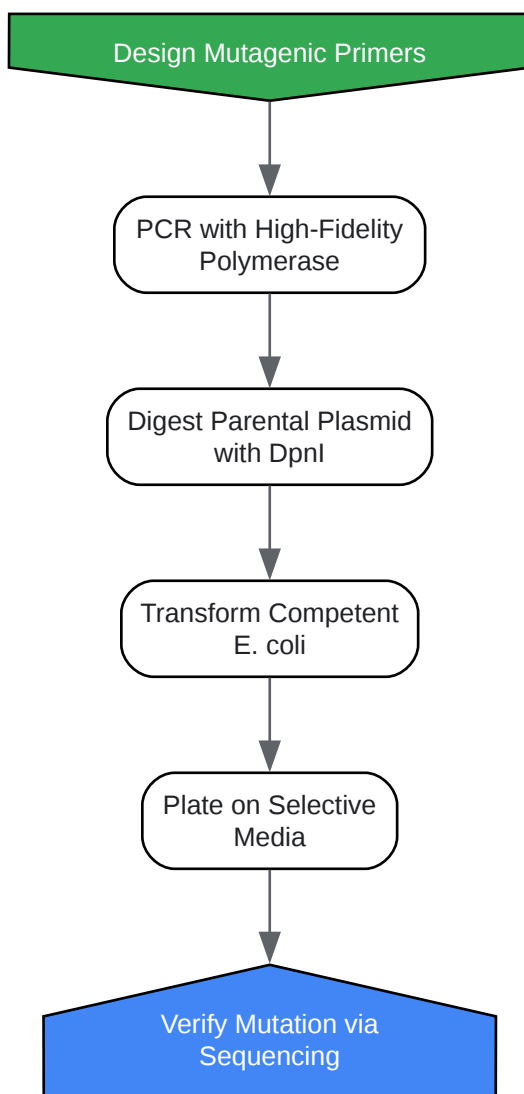 Design Mutagenic Primers
PCR with High-Fidelity
Polymerase
Digest Parental Plasmid
with DpnI
Transform Competent
E. coli
Plate on Selective
Media
Verify Mutation via
Sequencing